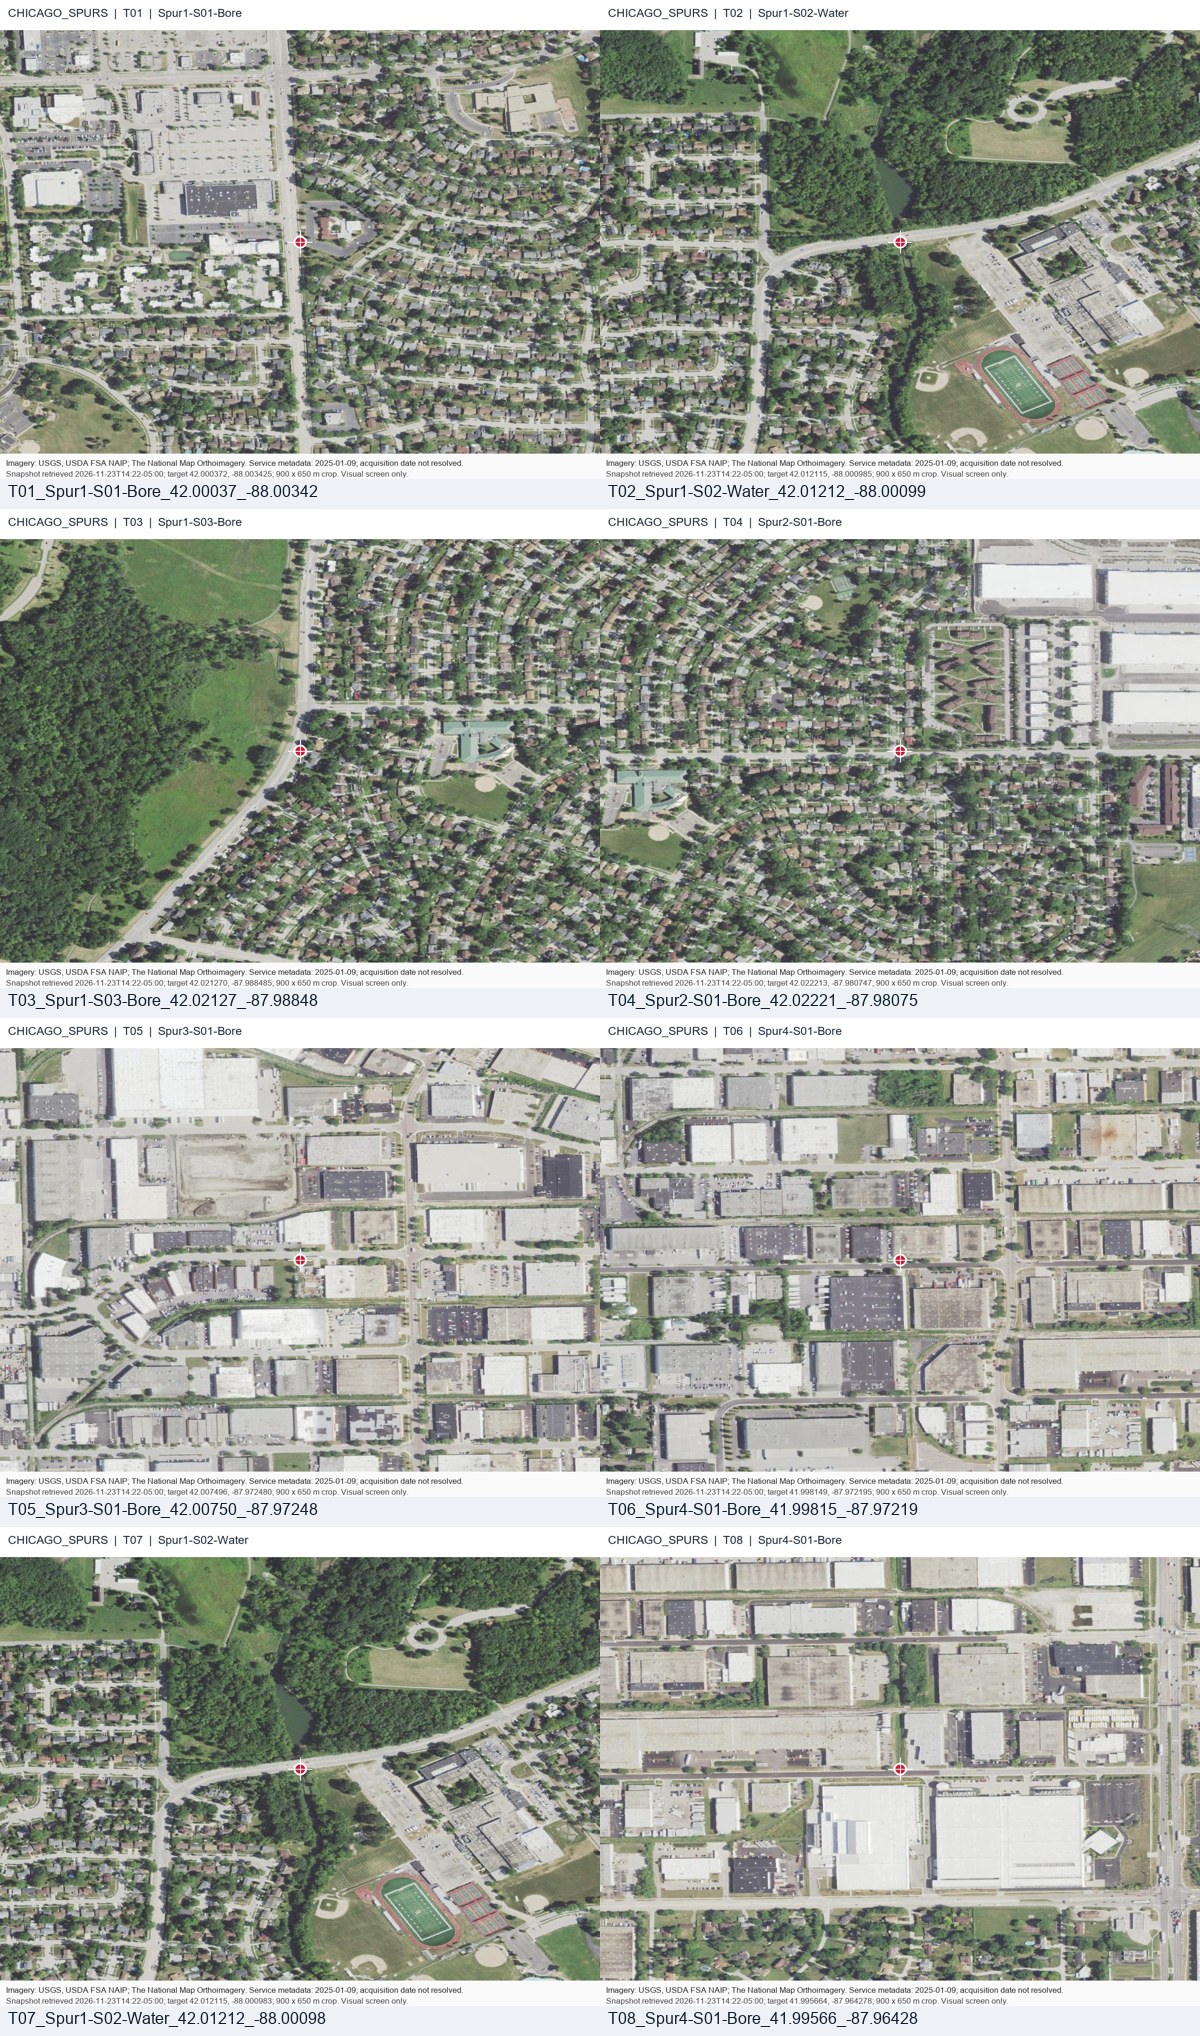 CHICAGO_SPURS | T01 | Spur1-S01-Bore
Imagery: USGS, USDA FSA NAIP; The National Map Orthoimagery. Service metadata: 2025-01-09; acquisition date not resolved.
Snapshot retrieved 2026-11-23T14:22-05:00; target 42.000372, -88.003425; 900 x 650 m crop. Visual screen only.
T01_Spur1-S01-Bore_42.00037_-88.00342
CHICAGO_SPURS | T02 | Spur1-S02-Water
Imagery: USGS, USDA FSA NAIP; The National Map Orthoimagery. Service metadata: 2025-01-09; acquisition date not resolved.
Snapshot retrieved 2026-11-23T14:22-05:00; target 42.012115, -88.000985; 900 x 650 m crop. Visual screen only.
T02_Spur1-S02-Water_42.01212_-88.00099
CHICAGO_SPURS | T03 | Spur1-S03-Bore
Imagery: USGS, USDA FSA NAIP; The National Map Orthoimagery. Service metadata: 2025-01-09; acquisition date not resolved.
Snapshot retrieved 2026-11-23T14:22-05:00; target 42.021270, -87.988485; 900 x 650 m crop. Visual screen only.
T03_Spur1-S03-Bore_42.02127_-87.98848
CHICAGO_SPURS | T04 | Spur2-S01-Bore
Imagery: USGS, USDA FSA NAIP; The National Map Orthoimagery. Service metadata: 2025-01-09; acquisition date not resolved.
Snapshot retrieved 2026-11-23T14:22-05:00; target 42.022213, -87.980747; 900 x 650 m crop. Visual screen only.
T04_Spur2-S01-Bore_42.02221_-87.98075
CHICAGO_SPURS | T05 | Spur3-S01-Bore
Imagery: USGS, USDA FSA NAIP; The National Map Orthoimagery. Service metadata: 2025-01-09; acquisition date not resolved.
Snapshot retrieved 2026-11-23T14:22-05:00; target 42.007496, -87.972480; 900 x 650 m crop. Visual screen only.
T05_Spur3-S01-Bore_42.00750_-87.97248
CHICAGO_SPURS | T06 | Spur4-S01-Bore
Imagery: USGS, USDA FSA NAIP; The National Map Orthoimagery. Service metadata: 2025-01-09; acquisition date not resolved.
Snapshot retrieved 2026-11-23T14:22-05:00; target 41.998149, -87.972195; 900 x 650 m crop. Visual screen only.
T06_Spur4-S01-Bore_41.99815_-87.97219
CHICAGO_SPURS | T07 | Spur1-S02-Water
Imagery: USGS, USDA FSA NAIP; The National Map Orthoimagery. Service metadata: 2025-01-09; acquisition date not resolved.
Snapshot retrieved 2026-11-23T14:22-05:00; target 42.012115, -88.000983; 900 x 650 m crop. Visual screen only.
T07_Spur1-S02-Water_42.01212_-88.00098
CHICAGO_SPURS | T08 | Spur4-S01-Bore
Imagery: USGS, USDA FSA NAIP; The National Map Orthoimagery. Service metadata: 2025-01-09; acquisition date not resolved.
Snapshot retrieved 2026-11-23T14:22-05:00; target 41.995664, -87.964278; 900 x 650 m crop. Visual screen only.
T08_Spur4-S01-Bore_41.99566_-87.96428